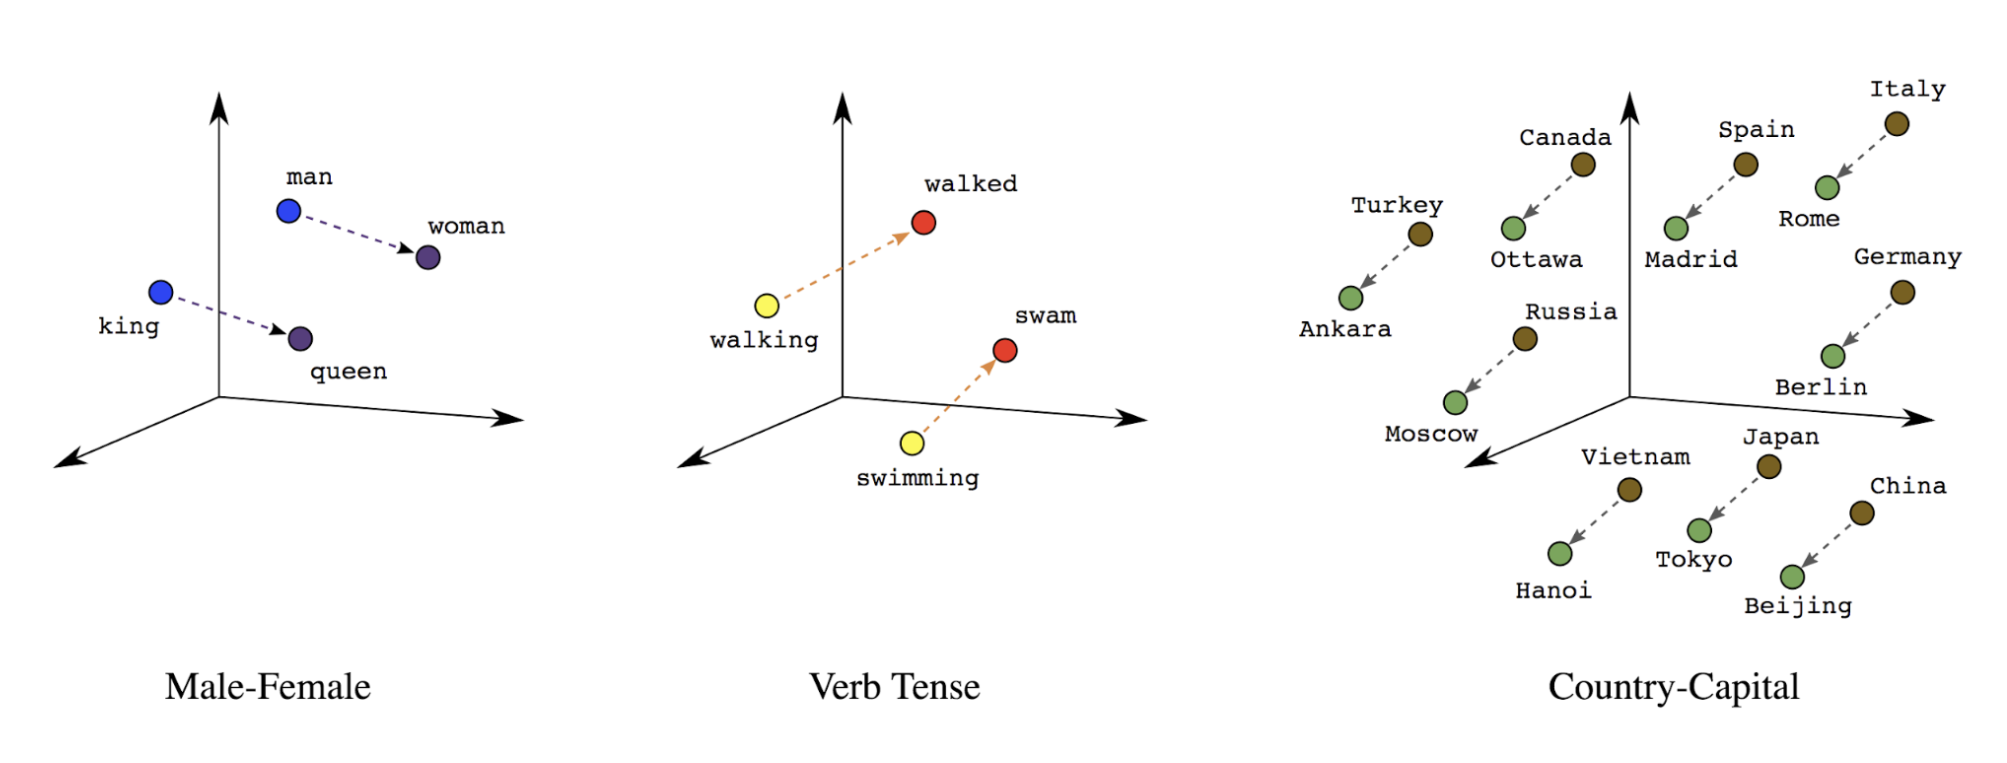 man
woman
king
queen
Male-Female
walked
walking
swam
swimming
Verb Tense
Italy
Canada
Spain
Turkey
Rome
Ottawa
Madrid
Germany
Ankara
Russia
Berlin
Moscow
Japan
Vietnam
China
Tokyo
Hanoi
Beijing
Country-Capital